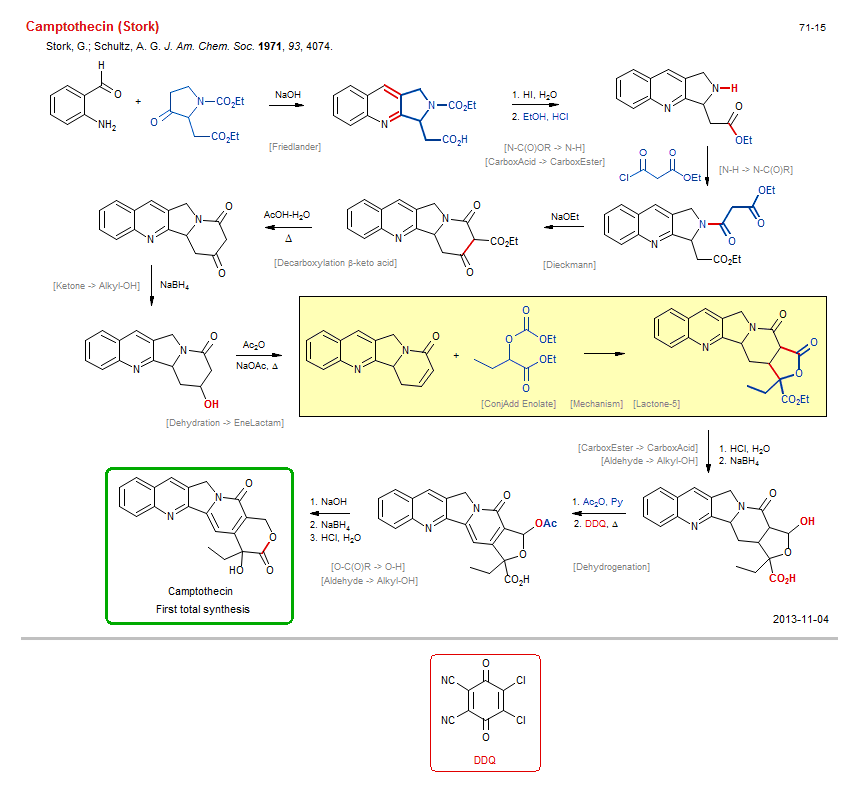 Camptothecin (Stork)
71-15
Stork, G.; Schultz, A. G. J. Am. Chem. Soc. 1971, 93, 4074.
H
O
NH2
+
N
CO2Et
O
CO2Et
NaOH
[Friedlander]
N
N
CO2Et
CO2H
1. HI, H2O
2. EtOH, HCl
[N-C(O)OR -> N-H]
[CarboxAcid -> CarboxEster]
N
N
H
O
OEt
O
O
Cl
OEt
[N-H -> N-C(O)R]
N
N
O
OEt
O
CO2Et
NaOEt
[Dieckmann]
N
N
O
CO2Et
O
AcOH-H2O
Δ
[Decarboxylation β-keto acid]
N
N
O
O
[Ketone -> Alkyl-OH]
NaBH4
N
N
O
OH
Ac2O
NaOAc, Δ
[Dehydration -> EneLactam]
N
N
O
+
O
O
OEt
OEt
O
[ConjAdd Enolate]
[Mechanism]
[Lactone-5]
N
N
O
O
O
CO2Et
[CarboxEster -> CarboxAcid]
[Aldehyde -> Alkyl-OH]
1. HCl, H2O
2. NaBH4
N
N
O
OH
O
CO2H
1. Ac2O, Py
2. DDQ, Δ
[Dehydrogenation]
N
N
O
OAc
O
CO2H
1. NaOH
2. NaBH4
3. HCl, H2O
[O-C(O)R -> O-H]
[Aldehyde -> Alkyl-OH]
N
N
O
O
HO
O
Camptothecin
First total synthesis
2013-11-04
O
NC
Cl
NC
Cl
O
DDQ